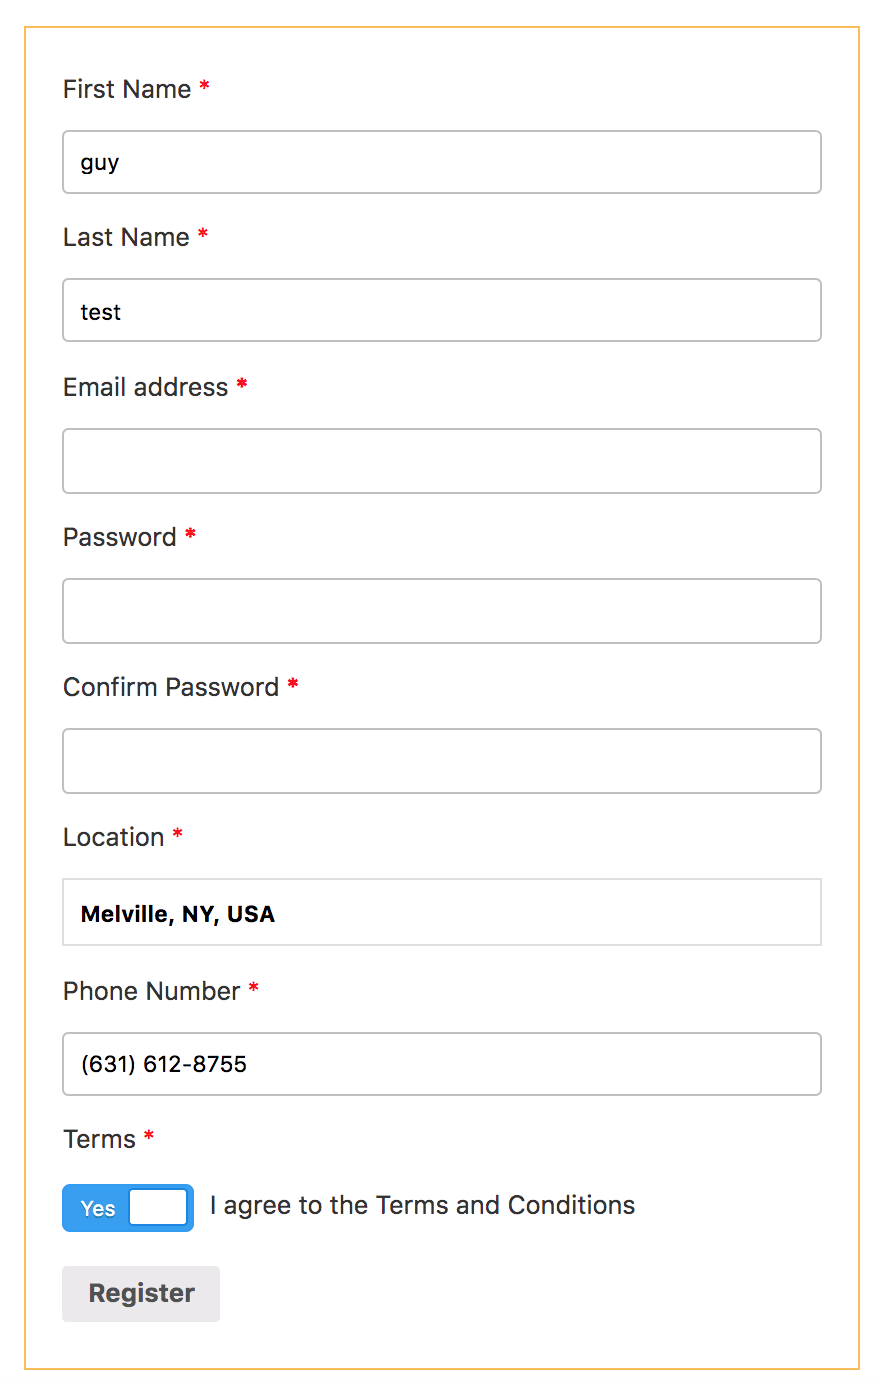 First Name *
guy
Last Name *
test
Email address *
Password *
Confirm Password *
Location *
Melville, NY, USA
Phone Number *
(631) 612-8755
Terms *
Yes I agree to the Terms and Conditions
Register